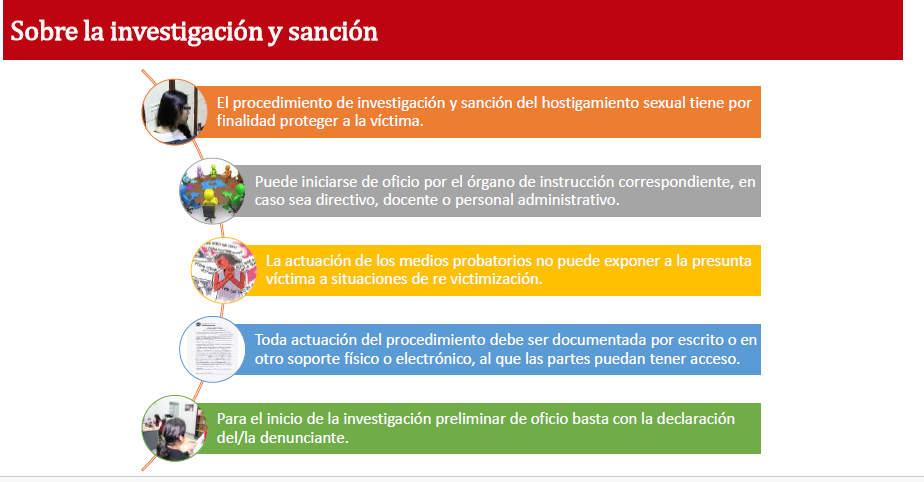 Sobre la investigación y sanción
El procedimiento de investigación y sanción del hostigamiento sexual tiene por
finalidad proteger a la víctima.
Puede iniciarse de oficio por el órgano de instrucción correspondiente, en
caso sea directivo, docente o personal administrativo.
La actuación de los medios probatorios no puede exponer a la presunta
víctima a situaciones de re victimización.
Toda actuación del procedimiento debe ser documentada por escrito o en
otro soporte físico o electrónico, al que las partes puedan tener acceso.
Para el inicio de la investigación preliminar de oficio basta con la declaración
del/la denunciante.